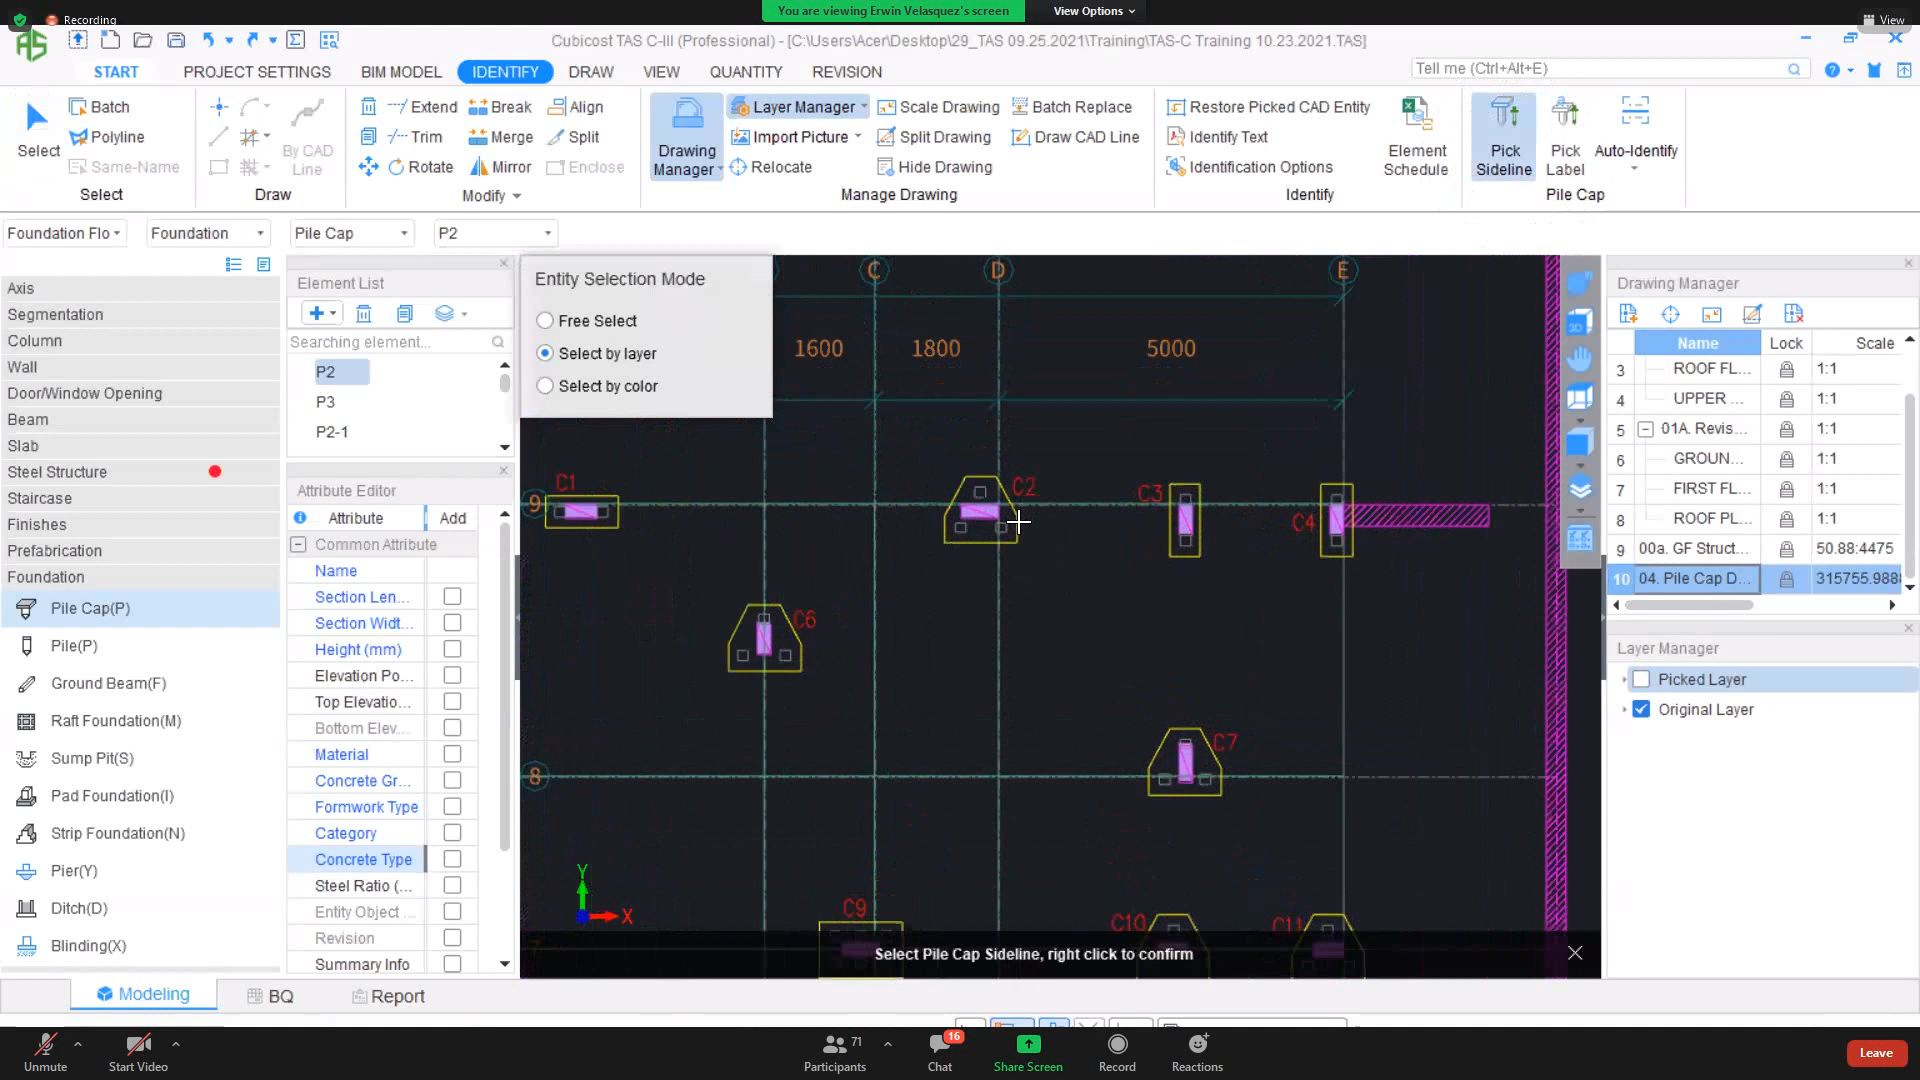 Recording
You are viewing Erwin Velasquez's screen
View Options
View
Cubicost TAS C-III (Professional) - [C:\Users\Acer\Desktop\29_TAS 09.25.2021\Training\TAS-C Training 10.23.2021.TAS]
START
PROJECT SETTINGS
BIM MODEL
IDENTIFY
DRAW
VIEW
QUANTITY
REVISION
Tell me (Ctrl+Alt+E)
Select
Batch
Polyline
Same-Name
Select
By CAD
Line
Draw
Extend
Break
Align
Trim
Merge
Split
Rotate
Mirror
Enclose
Modify
Drawing
Manager
Layer Manager
Scale Drawing
Batch Replace
Import Picture
Split Drawing
Draw CAD Line
Relocate
Hide Drawing
Manage Drawing
Restore Picked CAD Entity
Identify Text
Identification Options
Element
Schedule
Identify
Pick
Sideline
Pick
Label
Auto-Identify
Pile Cap
Foundation Flo
Foundation
Pile Cap
P2
Axis
Segmentation
Column
Wall
Door/Window Opening
Beam
Slab
Steel Structure
Staircase
Finishes
Prefabrication
Foundation
Pile Cap(P)
Pile(P)
Ground Beam(F)
Raft Foundation(M)
Sump Pit(S)
Pad Foundation(I)
Strip Foundation(N)
Pier(Y)
Ditch(D)
Blinding(X)
Element List
Searching element...
P2
P3
P2-1
Attribute Editor
Attribute
Add
Common Attribute
Name
Section Len...
Section Widt...
Height (mm)
Elevation Po...
Top Elevatio...
Bottom Elev...
Material
Concrete Gr...
Formwork Type
Category
Concrete Type
Steel Ratio (...
Entity Object ...
Revision
Summary Info
Entity Selection Mode
Free Select
Select by layer
Select by color
C
D
E
1600
1800
5000
9
C1
C2
C3
C4
C6
C7
8
Y
X
C9
C10
C11
7
Select Pile Cap Sideline, right click to confirm
3D
Drawing Manager
Name
Lock
Scale
3
ROOF FL...
1:1
4
UPPER ...
1:1
5
01A. Revis...
1:1
6
GROUN...
1:1
7
FIRST FL...
1:1
8
ROOF PL...
1:1
9
00a. GF Struct...
50.88:4475
10
04. Pile Cap D...
315755.988
Layer Manager
Picked Layer
Original Layer
Modeling
BQ
Report
Unmute
Start Video
Participants
71
Chat
16
Share Screen
Record
Reactions
Leave